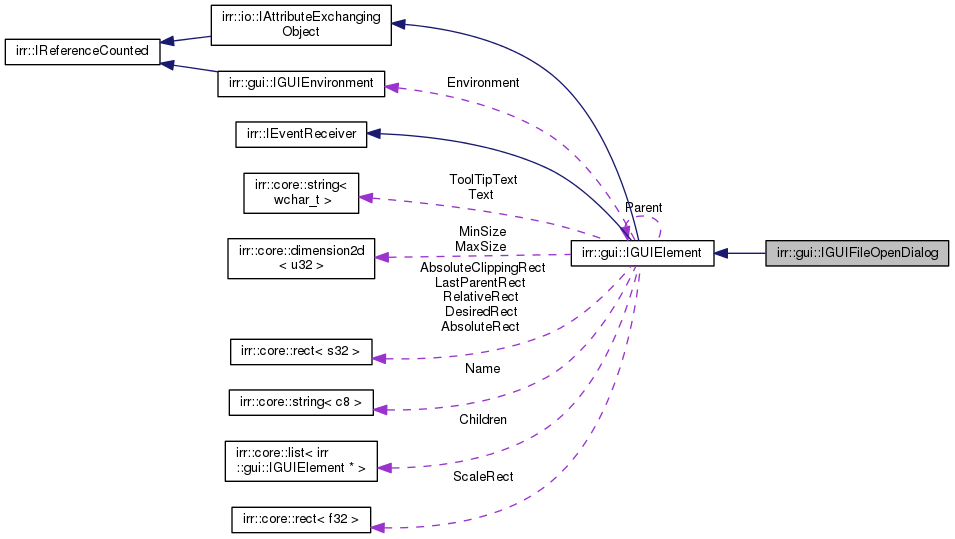 irr::io::IAttributeExchanging
Object
irr::IReferenceCounted
irr::gui::IGUIEnvironment
Environment
irr::IEventReceiver
irr::core::string<
wchar_t >
ToolTipText
Text
Parent
irr::core::dimension2d
< u32 >
MinSize
MaxSize
irr::gui::IGUIElement
irr::gui::IGUIFileOpenDialog
AbsoluteClippingRect
LastParentRect
RelativeRect
DesiredRect
AbsoluteRect
irr::core::rect< s32 >
Name
irr::core::string< c8 >
Children
irr::core::list< irr
::gui::IGUIElement * >
ScaleRect
irr::core::rect< f32 >